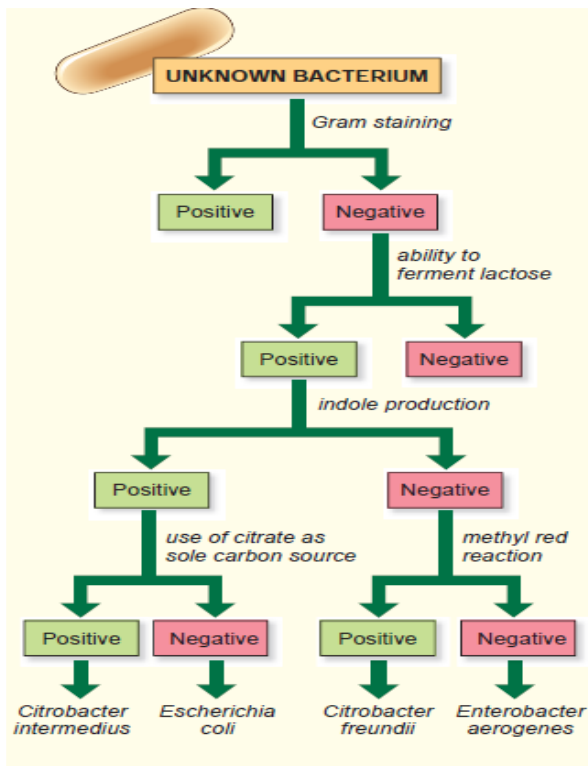 UNKNOWN BACTERIUM
Gram staining
Positive
Negative
ability to
ferment lactose
Positive
Negative
indole production
Positive
Negative
use of citrate as
sole carbon source
methyl red
reaction
Positive
Negative
Positive
Negative
Citrobacter
intermedius
Escherichia
coli
Citrobacter
freundii
Enterobacter
aerogenes